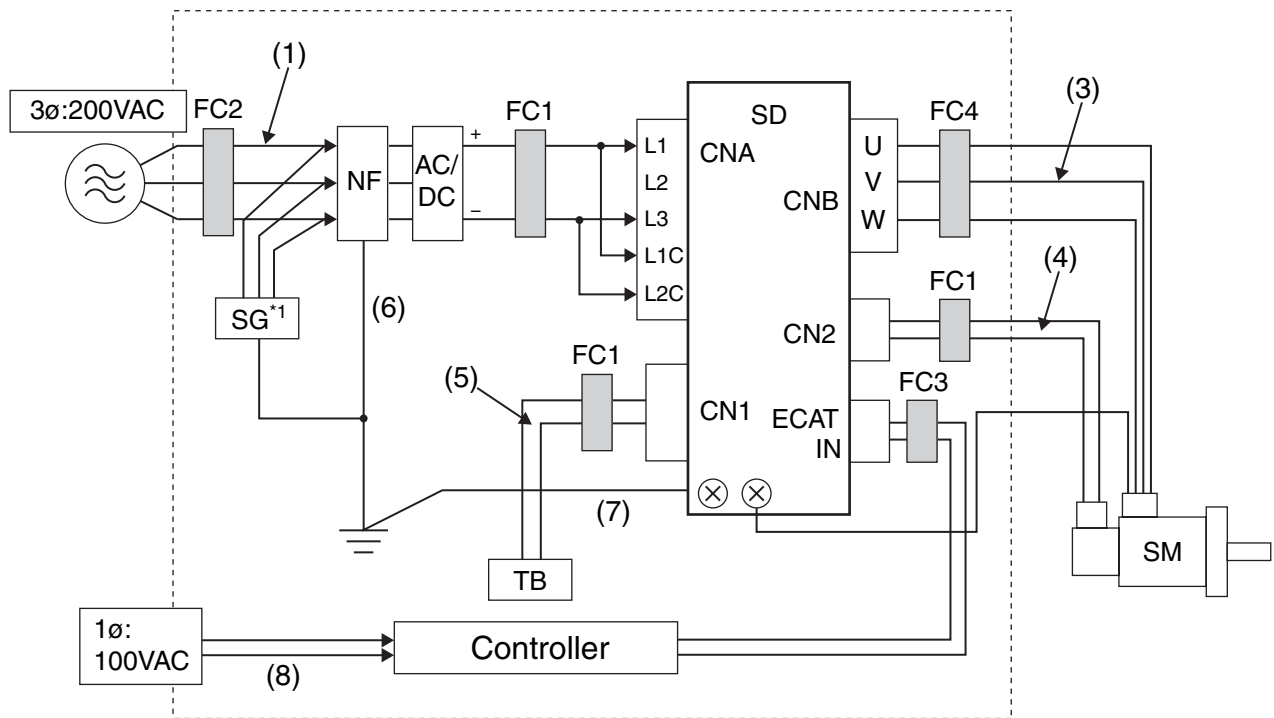 (1)
3ø:200VAC
FC2
NF
AC/
DC
+
−
FC1
L1
L2
L3
L1C
L2C
SD
CNA
CNB
U
V
W
FC4
(3)
SG*1
(6)
(4)
FC1
CN2
FC1
(5)
CN1
FC3
ECAT
IN
(7)
TB
SM
1ø:
100VAC
(8)
Controller